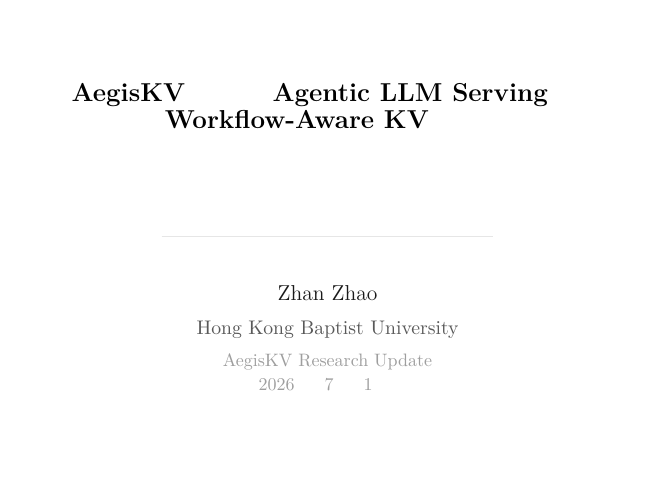 AegisKV Agentic LLM Serving
Workflow-Aware KV
Zhan Zhao
Hong Kong Baptist University
AegisKV Research Update
2026 7 1